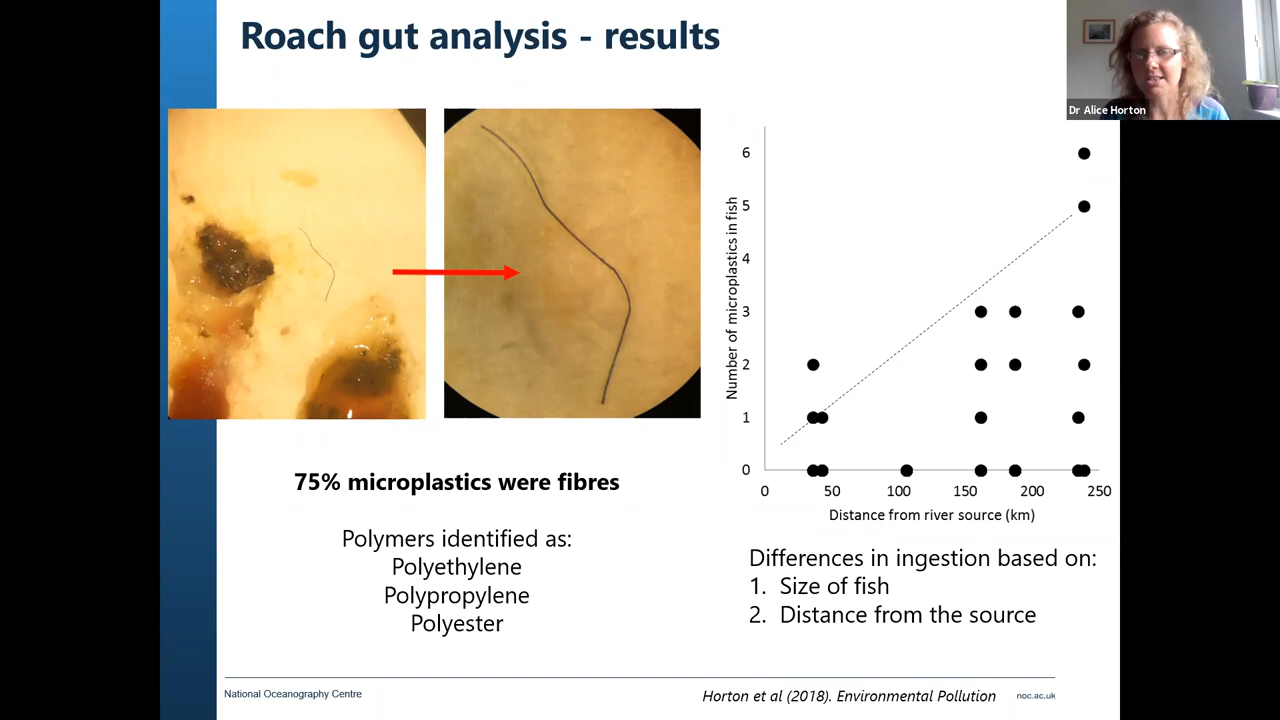 Roach gut analysis - results
Dr Alice Horton
75% microplastics were fibres
Polymers identified as:
Polyethylene
Polypropylene
Polyester
Number of microplastics in fish
6
5
4
3
2
1
0
0 50 100 150 200 250
Distance from river source (km)
Differences in ingestion based on:
1. Size of fish
2. Distance from the source
National Oceanography Centre
Horton et al (2018). Environmental Pollution
noc.ac.uk